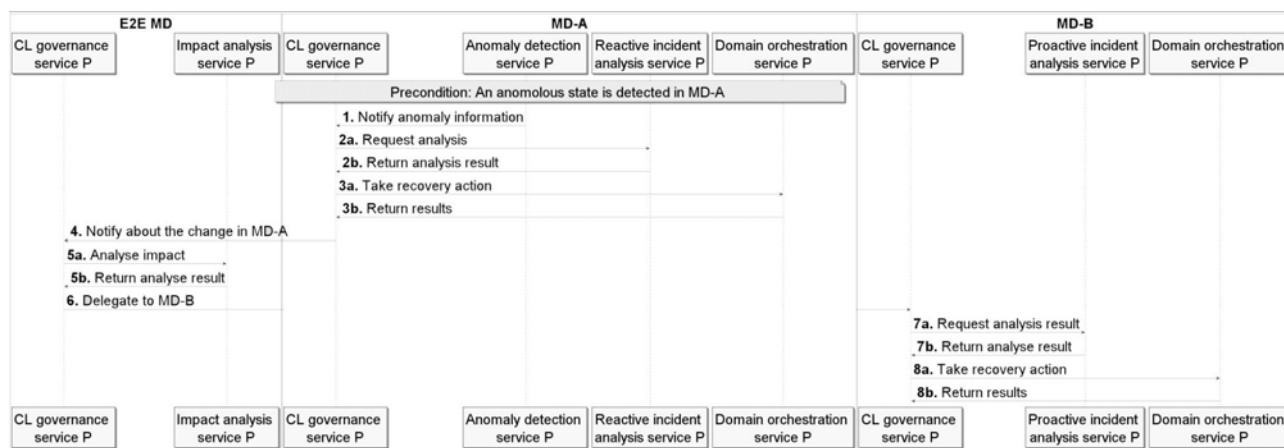 E2E MD
MD-A
MD-B
CL governance
service P
Impact analysis
service P
CL governance
service P
Anomaly detection
service P
Reactive incident
analysis service P
Domain orchestration
service P
CL governance
service P
Proactive incident
analysis service P
Domain orchestration
service P
Precondition: An anomolous state is detected in MD-A
1. Notify anomaly information
2a. Request analysis
2b. Return analysis result
3a. Take recovery action
3b. Return results
4. Notify about the change in MD-A
5a. Analyse impact
5b. Return analyse result
6. Delegate to MD-B
7a. Request analysis result
7b. Return analyse result
8a. Take recovery action
8b. Return results
CL governance
service P
Impact analysis
service P
CL governance
service P
Anomaly detection
service P
Reactive incident
analysis service P
Domain orchestration
service P
CL governance
service P
Proactive incident
analysis service P
Domain orchestration
service P